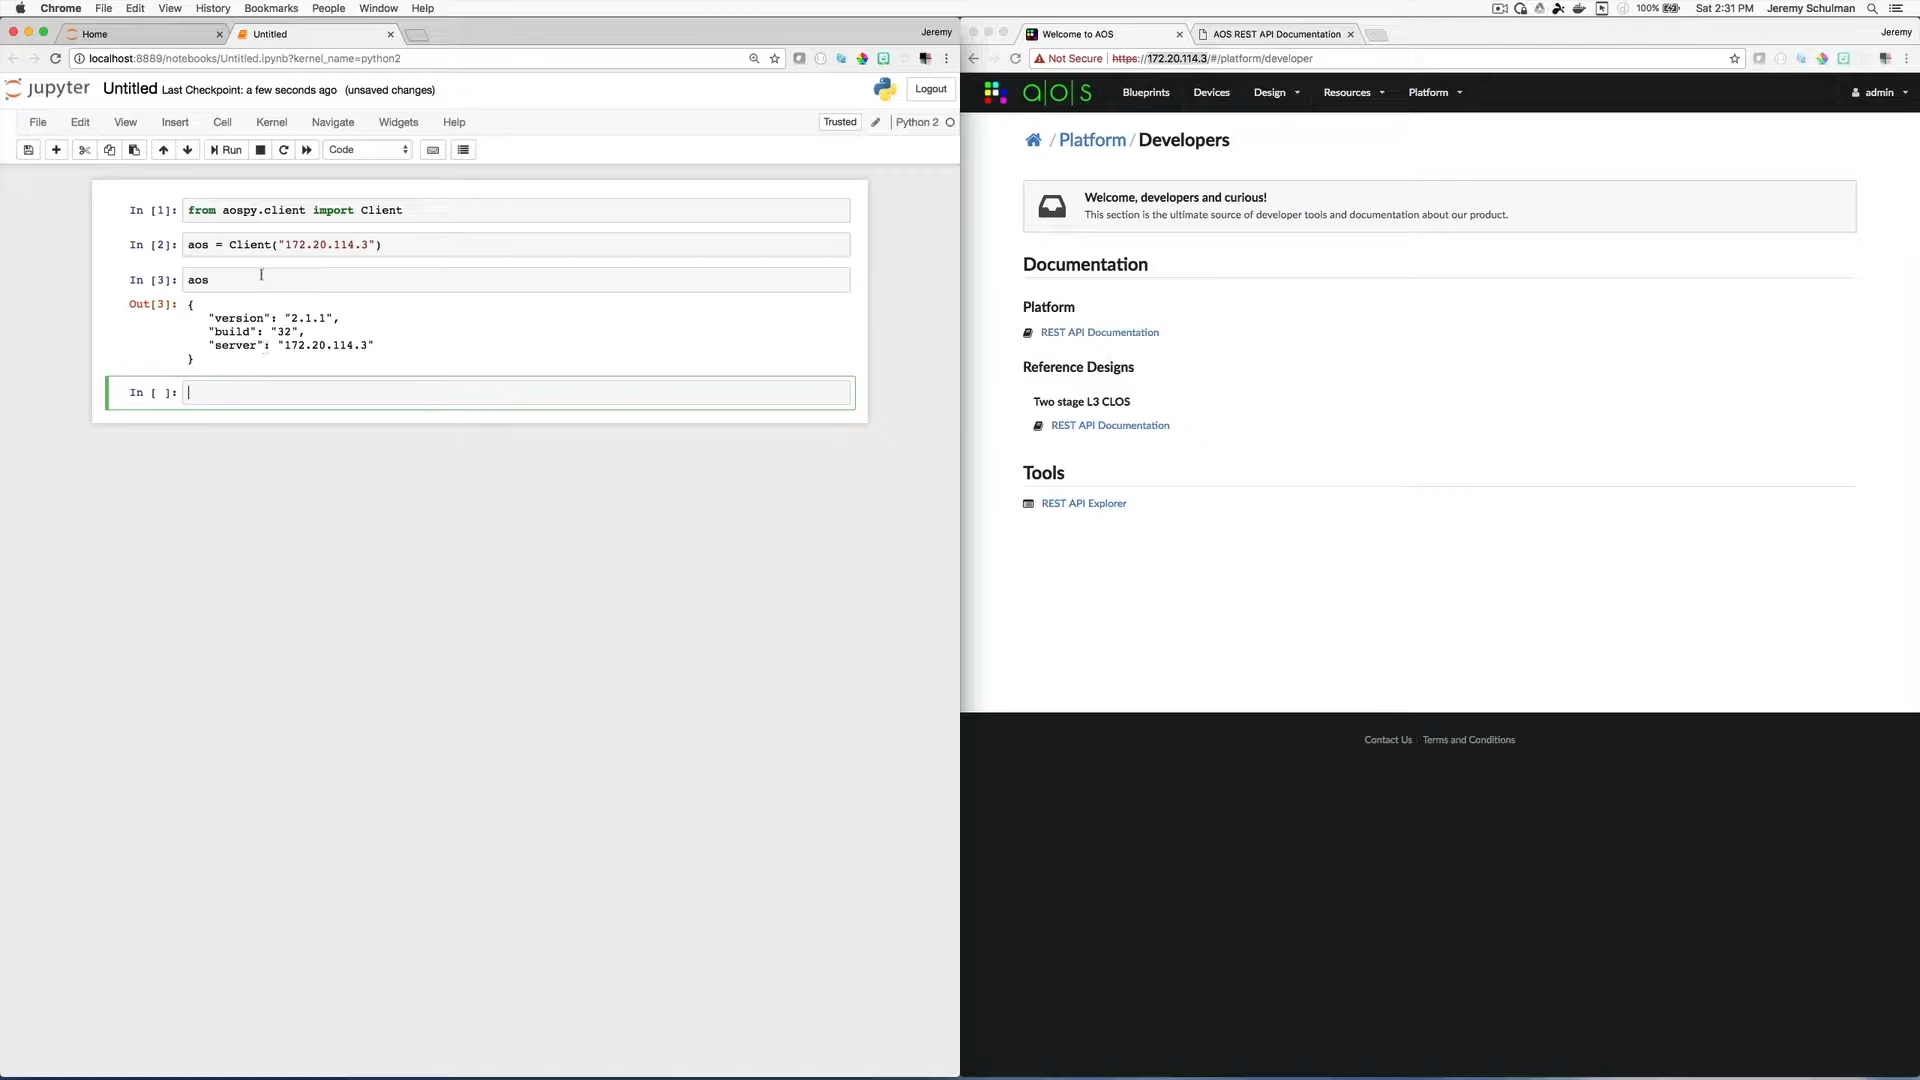 Chrome File Edit View History Bookmarks People Window Help
100% Sat 2:31 PM Jeremy Schulman
Home
Untitled
Jeremy
localhost:8889/notebooks/Untitled.ipynb?kernel_name=python2
jupyter Untitled Last Checkpoint: a few seconds ago (unsaved changes)
Logout
File Edit View Insert Cell Kernel Navigate Widgets Help
Trusted Python 2
Run Code
In [1]: from aospy.client import Client
In [2]: aos = Client("172.20.114.3")
In [3]: aos
Out[3]: {
"version": "2.1.1",
"build": "32",
"server": "172.20.114.3"
}
In [ ]:
Welcome to AOS
AOS REST API Documentation
Jeremy
Not Secure https://172.20.114.3/#/platform/developer
a|o|s Blueprints Devices Design Resources Platform admin
/ Platform / Developers
Welcome, developers and curious!
This section is the ultimate source of developer tools and documentation about our product.
Documentation
Platform
REST API Documentation
Reference Designs
Two stage L3 CLOS
REST API Documentation
Tools
REST API Explorer
Contact Us Terms and Conditions